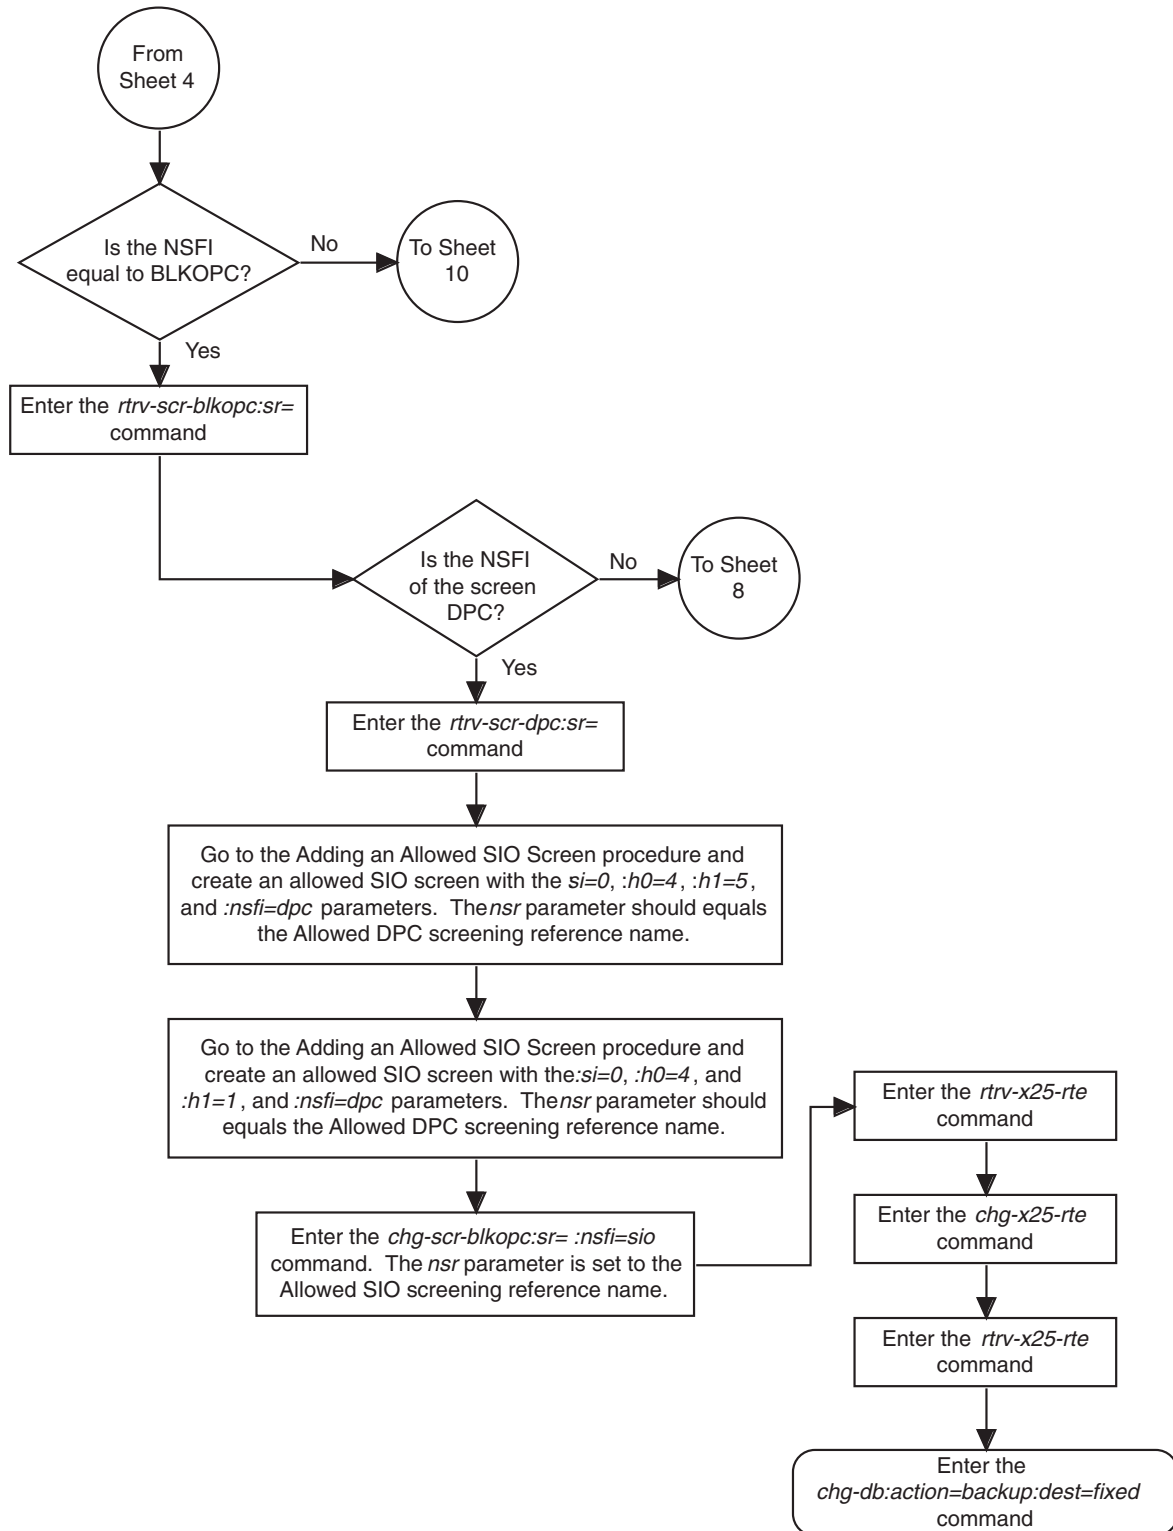 From
Sheet 4
Is the NSFI
equal to BLKOPC?
No
To Sheet
10
Yes
Enter the rtrv-scr-blkopc:sr=
command
Is the NSFI
of the screen
DPC?
No
To Sheet
8
Yes
Enter the rtrv-scr-dpc:sr=
command
Go to the Adding an Allowed SIO Screen procedure and
create an allowed SIO screen with the si=0, :h0=4, :h1=5,
and :nsfi=dpc parameters. The nsr parameter should equals
the Allowed DPC screening reference name.
Go to the Adding an Allowed SIO Screen procedure and
create an allowed SIO screen with the:si=0, :h0=4, and
:h1=1, and :nsfi=dpc parameters. The nsr parameter should
equals the Allowed DPC screening reference name.
Enter the chg-scr-blkopc:sr= :nsfi=sio
command. The nsr parameter is set to the
Allowed SIO screening reference name.
Enter the rtrv-x25-rte
command
Enter the chg-x25-rte
command
Enter the rtrv-x25-rte
command
Enter the
chg-db:action=backup:dest=fixed
command